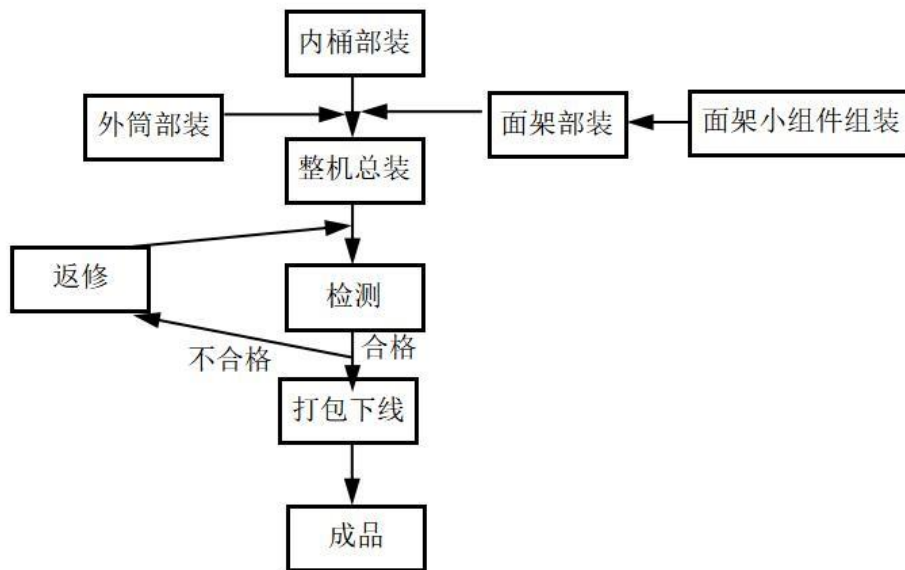 内桶部装
外筒部装
面架部装
面架小组件组装
整机总装
返修
检测
不合格
合格
打包下线
成品